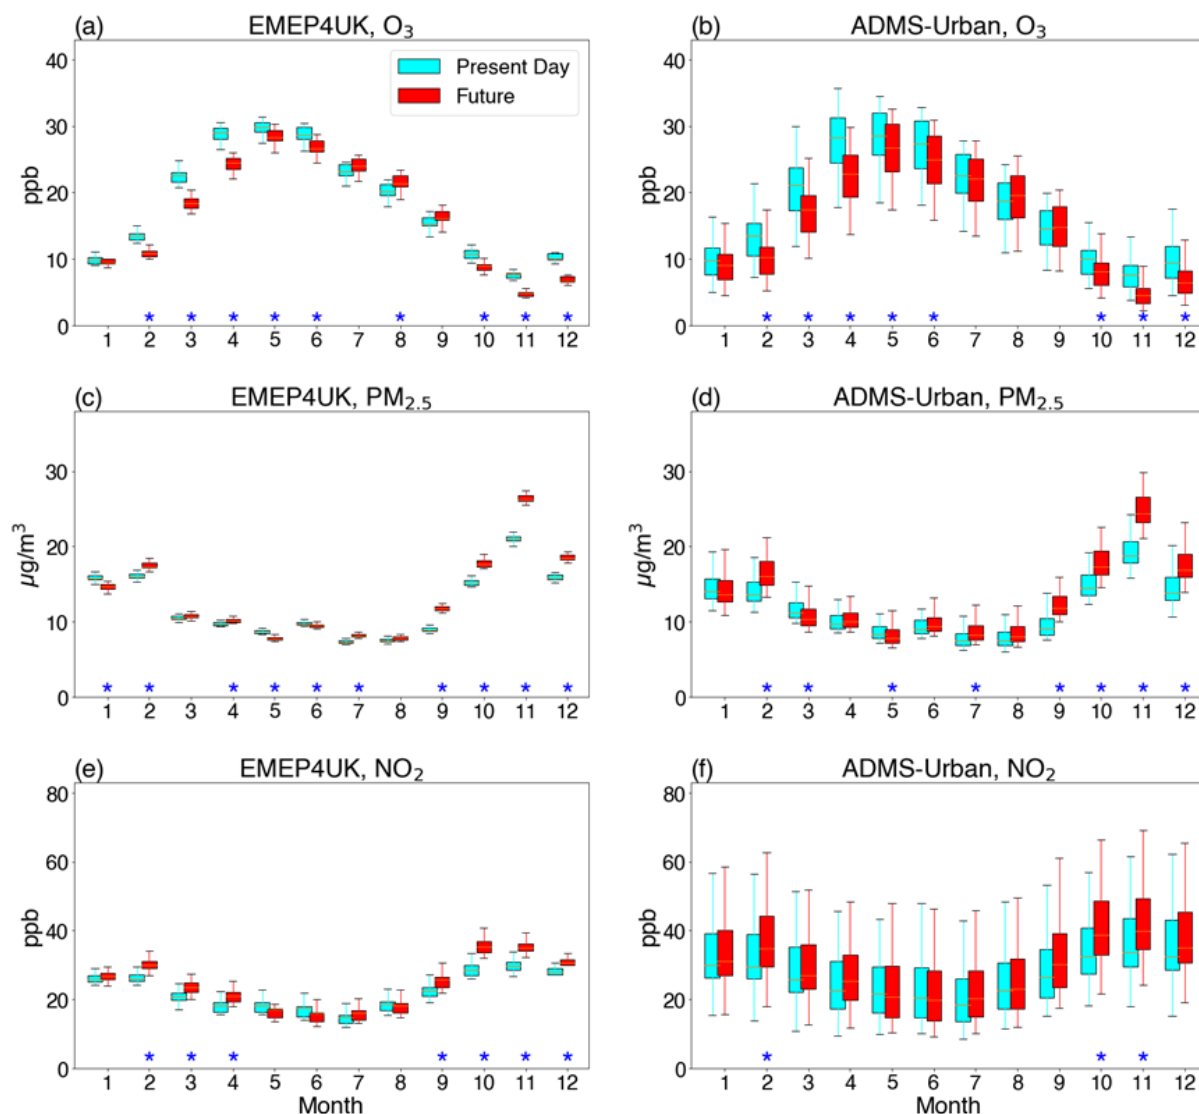 (a) EMEP4UK, O₃
ppb
40
30
20
10
0
Present Day
Future
* * * * * * * * *
1 2 3 4 5 6 7 8 9 10 11 12
(b) ADMS-Urban, O₃
ppb
40
30
20
10
0
* * * * * * * *
1 2 3 4 5 6 7 8 9 10 11 12
(c) EMEP4UK, PM₂.₅
µg/m³
30
20
10
0
* * * * * * * * * *
1 2 3 4 5 6 7 8 9 10 11 12
(d) ADMS-Urban, PM₂.₅
µg/m³
30
20
10
0
* * * * * * * *
1 2 3 4 5 6 7 8 9 10 11 12
(e) EMEP4UK, NO₂
ppb
80
60
40
20
0
* * * * * * *
1 2 3 4 5 6 7 8 9 10 11 12
Month
(f) ADMS-Urban, NO₂
ppb
80
60
40
20
0
* * *
1 2 3 4 5 6 7 8 9 10 11 12
Month